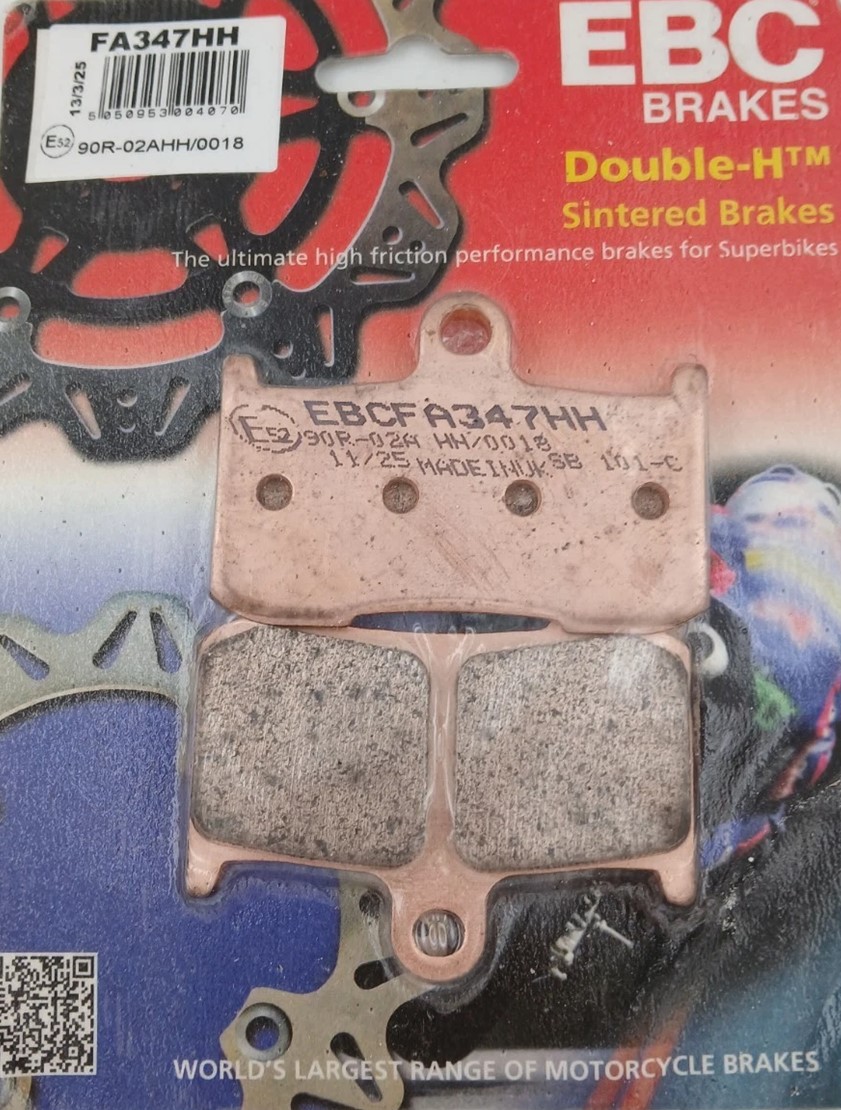 FA347HH
13/3/25
5 050953 004070
E52 90R-02AHH/0018
EBC
BRAKES
Double-H™
Sintered Brakes
The ultimate high friction performance brakes for Superbikes
EBCFA347HH
E52 90R-02A HH/0018
11/25 MADEINUK SB 101-C
WORLD'S LARGEST RANGE OF MOTORCYCLE BRAKES